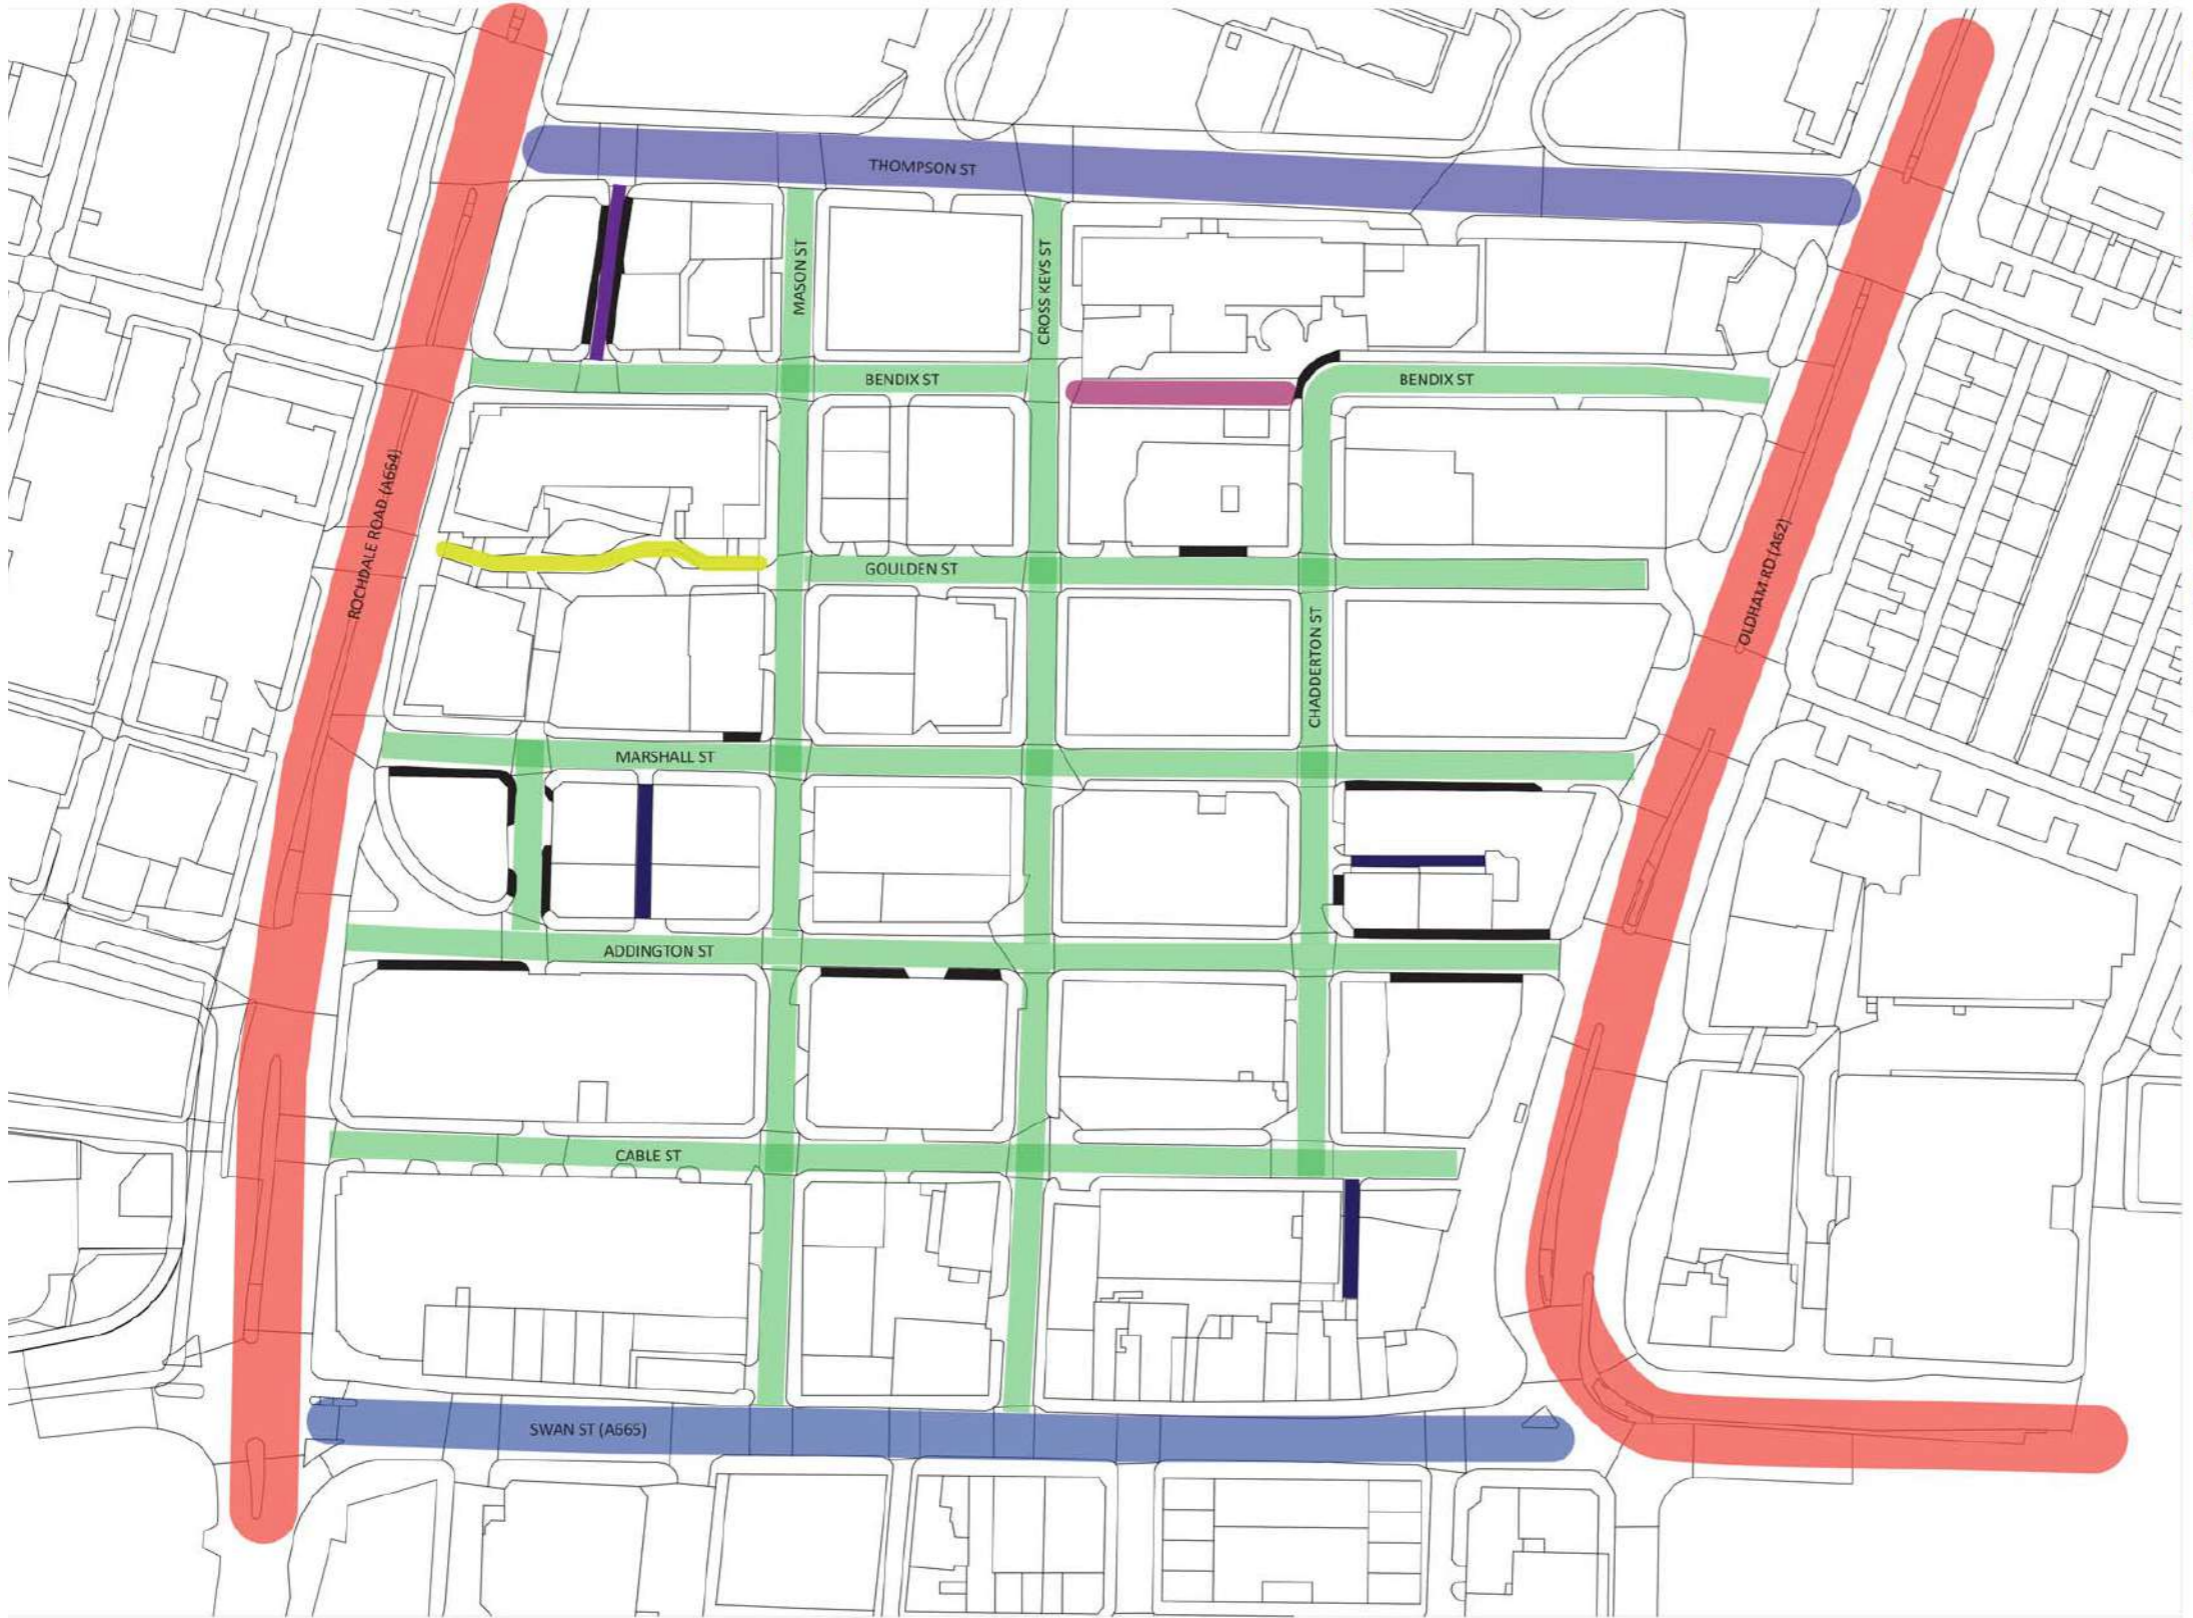 THOMPSON ST
MASON ST
CROSS KEYS ST
BENDIX ST
BENDIX ST
ROCHDALE ROAD (A664)
GOULDEN ST
OLDHAM RD (A62)
CHADDERTON ST
MARSHALL ST
ADDINGTON ST
CABLE ST
SWAN ST (A665)